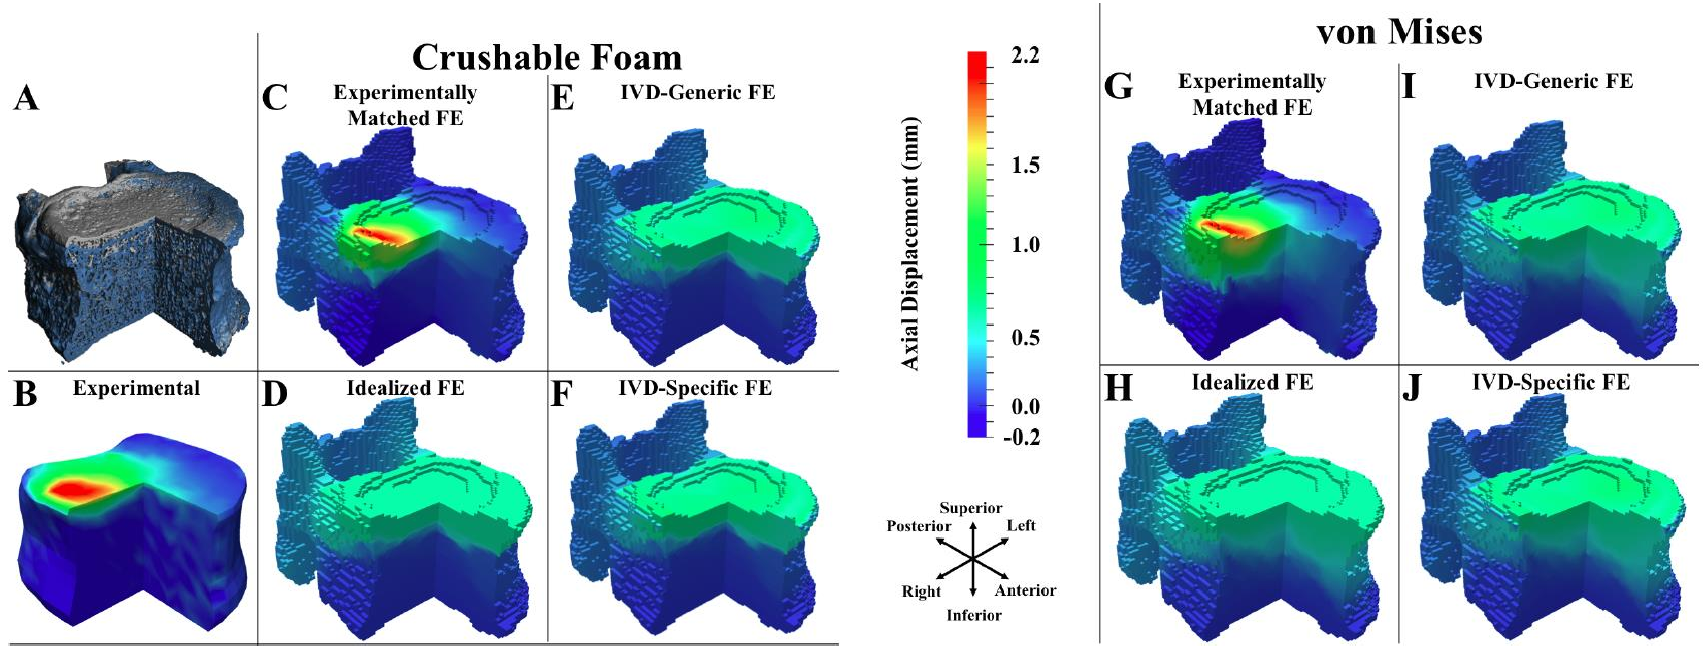 Crushable Foam
von Mises
A
C
Experimentally
Matched FE
E
IVD-Generic FE
B
Experimental
D
Idealized FE
F
IVD-Specific FE
Axial Displacement (mm)
2.2
1.5
1.0
0.5
0.0
-0.2
Superior
Posterior
Left
Right
Anterior
Inferior
G
Experimentally
Matched FE
I
IVD-Generic FE
H
Idealized FE
J
IVD-Specific FE